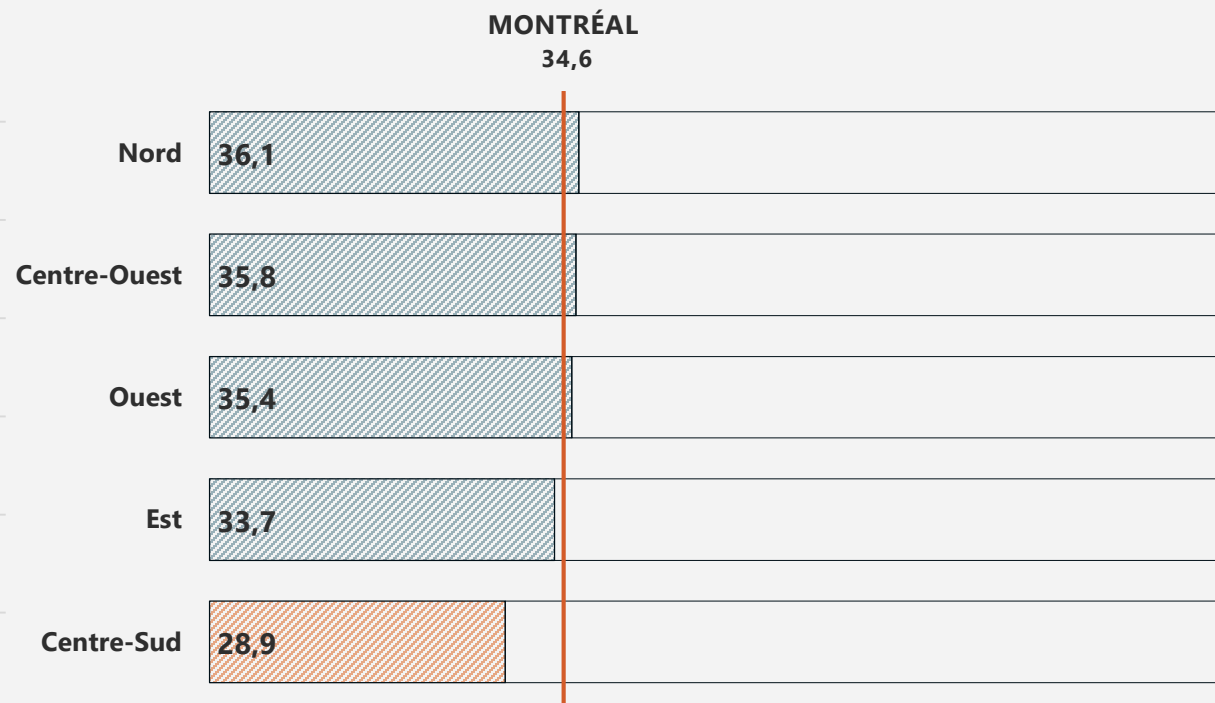 MONTRÉAL
34,6
Nord 36,1
Centre-Ouest 35,8
Ouest 35,4
Est 33,7
Centre-Sud 28,9